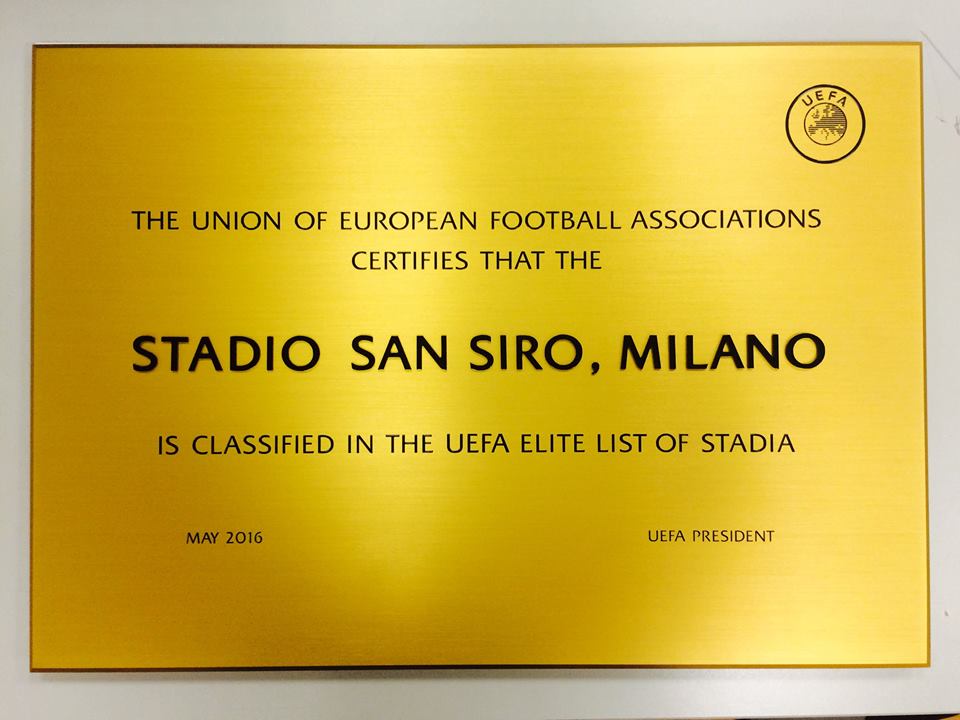 UEFA
THE UNION OF EUROPEAN FOOTBALL ASSOCIATIONS
CERTIFIES THAT THE
STADIO SAN SIRO, MILANO
IS CLASSIFIED IN THE UEFA ELITE LIST OF STADIA
MAY 2016 UEFA PRESIDENT